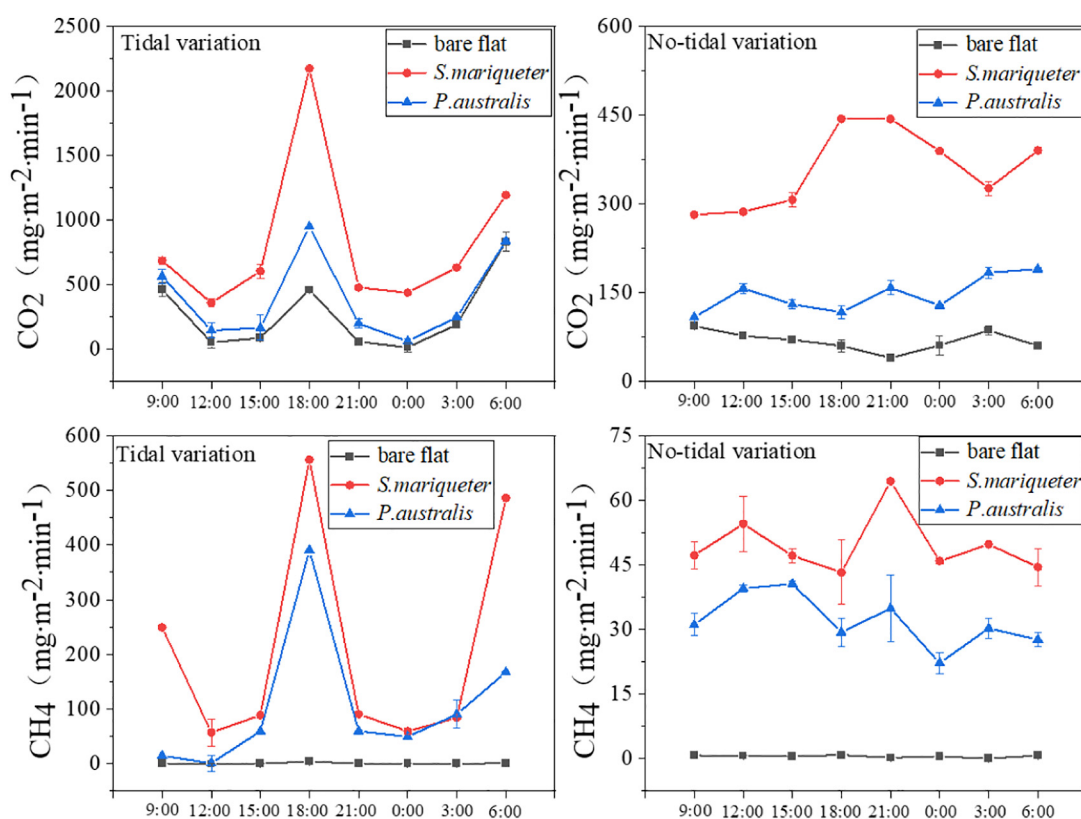 Tidal variation
bare flat
S.mariqueter
P.australis
CO2 (mg·m-2·min-1)
2500
2000
1500
1000
500
0
9:00 12:00 15:00 18:00 21:00 0:00 3:00 6:00
No-tidal variation
bare flat
S.mariqueter
P.australis
CO2 (mg·m-2·min-1)
600
450
300
150
0
9:00 12:00 15:00 18:00 21:00 0:00 3:00 6:00
Tidal variation
bare flat
S.mariqueter
P.australis
CH4 (mg·m-2·min-1)
600
500
400
300
200
100
0
9:00 12:00 15:00 18:00 21:00 0:00 3:00 6:00
No-tidal variation
bare flat
S.mariqueter
P.australis
CH4 (mg·m-2·min-1)
75
60
45
30
15
0
9:00 12:00 15:00 18:00 21:00 0:00 3:00 6:00